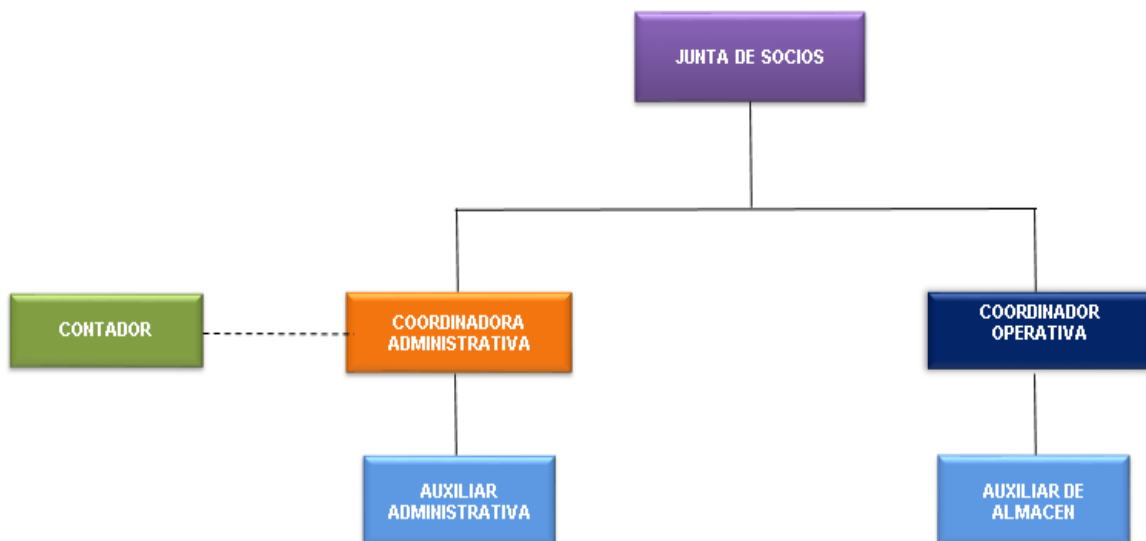 JUNTA DE SOCIOS
CONTADOR
COORDINADORA
ADMINISTRATIVA
COORDINADOR
OPERATIVA
AUXILIAR
ADMINISTRATIVA
AUXILIAR DE
ALMACEN